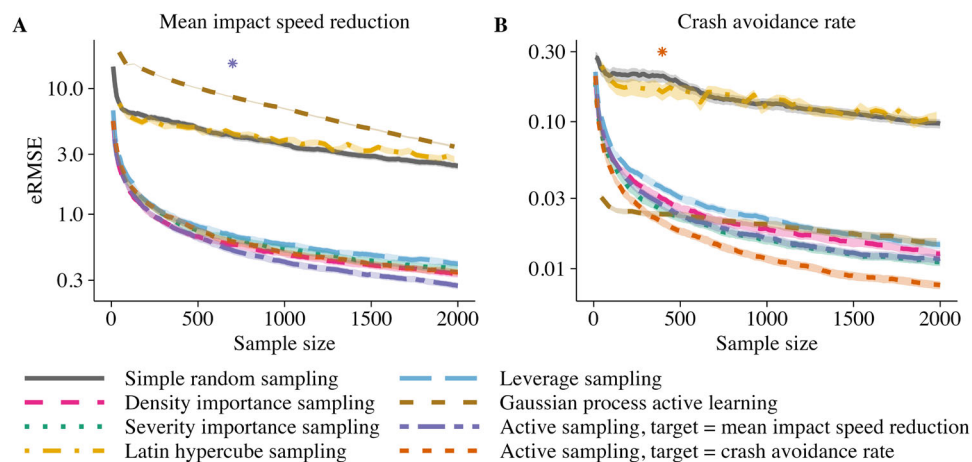 A Mean impact speed reduction
10.0
3.0
1.0
0.3
eRMSE
0 500 1000 1500 2000
Sample size
*
B Crash avoidance rate
0.30
0.10
0.03
0.01
0 500 1000 1500 2000
Sample size
*
Simple random sampling
Density importance sampling
Severity importance sampling
Latin hypercube sampling
Leverage sampling
Gaussian process active learning
Active sampling, target = mean impact speed reduction
Active sampling, target = crash avoidance rate